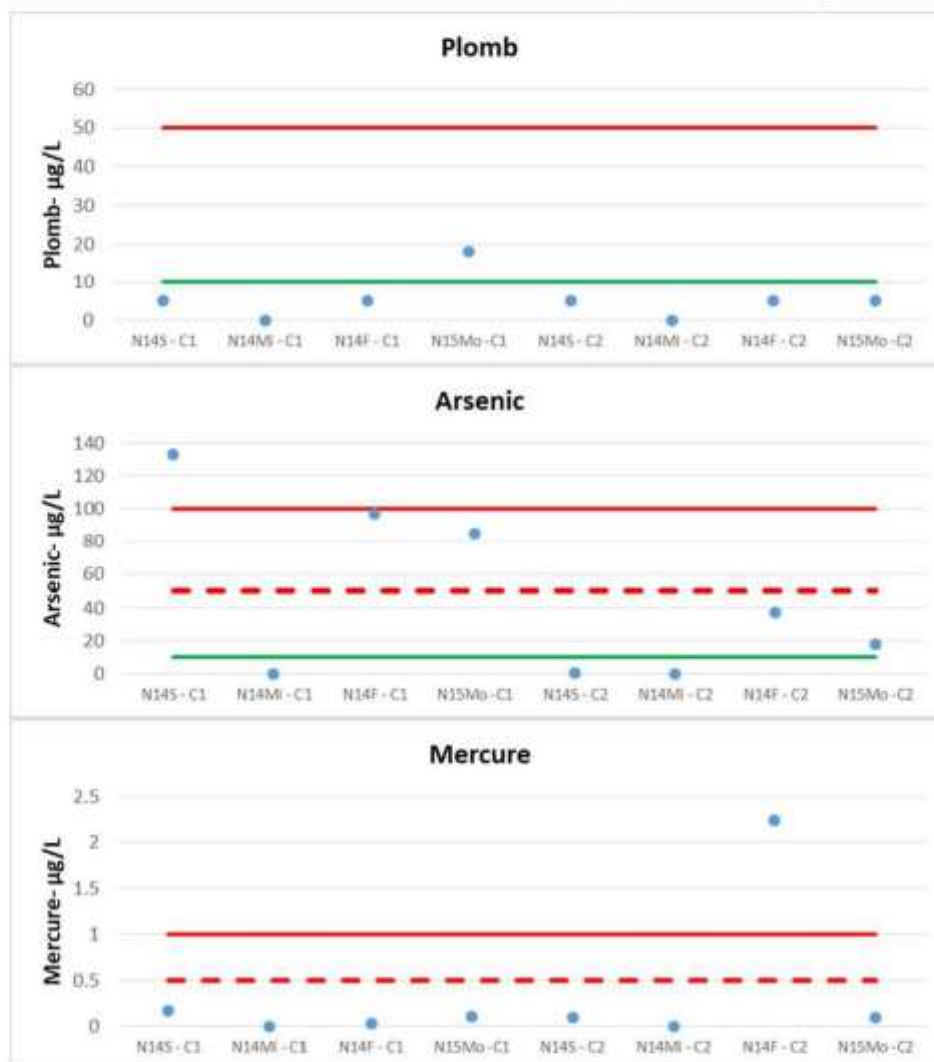 Plomb
Plomb- µg/L
60
50
40
30
20
10
0
N14S - C1 N14Mi - C1 N14F - C1 N15Mo -C1 N14S - C2 N14Mi - C2 N14F - C2 N15Mo -C2
Arsenic
Arsenic- µg/L
140
120
100
80
60
40
20
0
N14S - C1 N14Mi - C1 N14F - C1 N15Mo -C1 N14S - C2 N14Mi - C2 N14F - C2 N15Mo -C2
Mercure
Mercure- µg/L
2.5
2
1.5
1
0.5
0
N14S - C1 N14Mi - C1 N14F - C1 N15Mo -C1 N14S - C2 N14Mi - C2 N14F - C2 N15Mo -C2